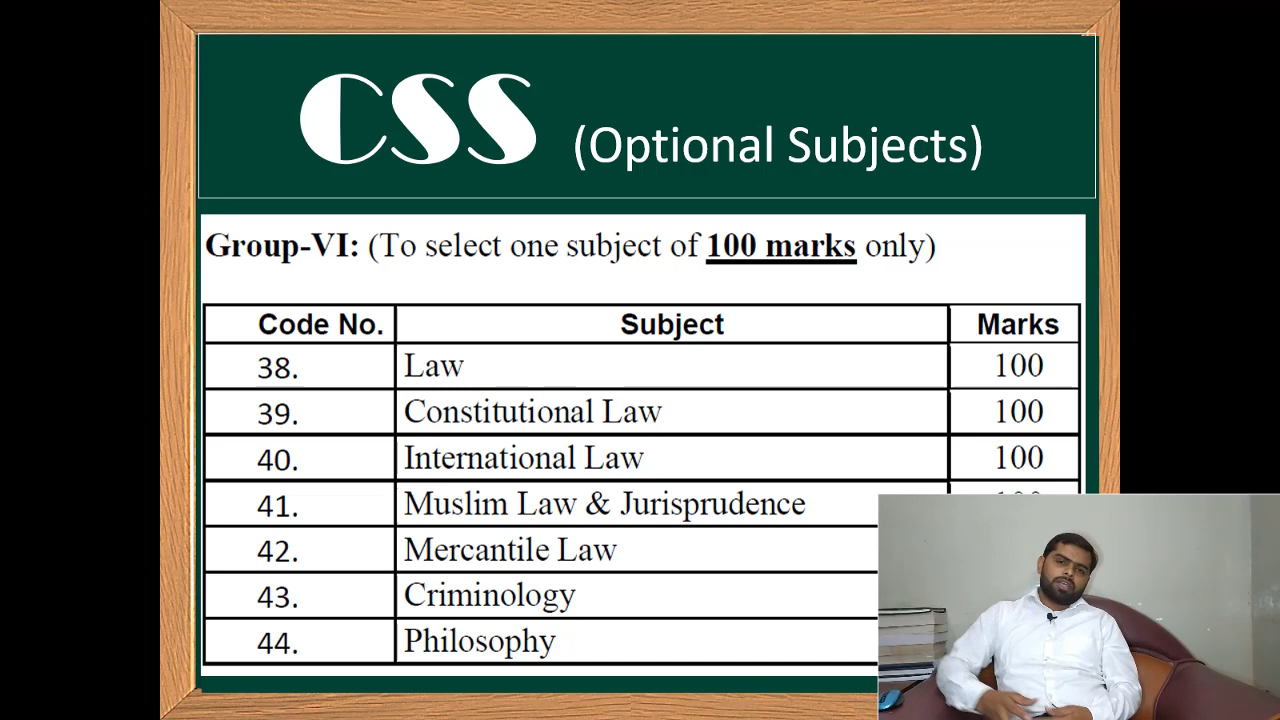 CSS (Optional Subjects)
Group-VI: (To select one subject of 100 marks only)
Code No. Subject Marks
38. Law 100
39. Constitutional Law 100
40. International Law 100
41. Muslim Law & Jurisprudence
42. Mercantile Law
43. Criminology
44. Philosophy